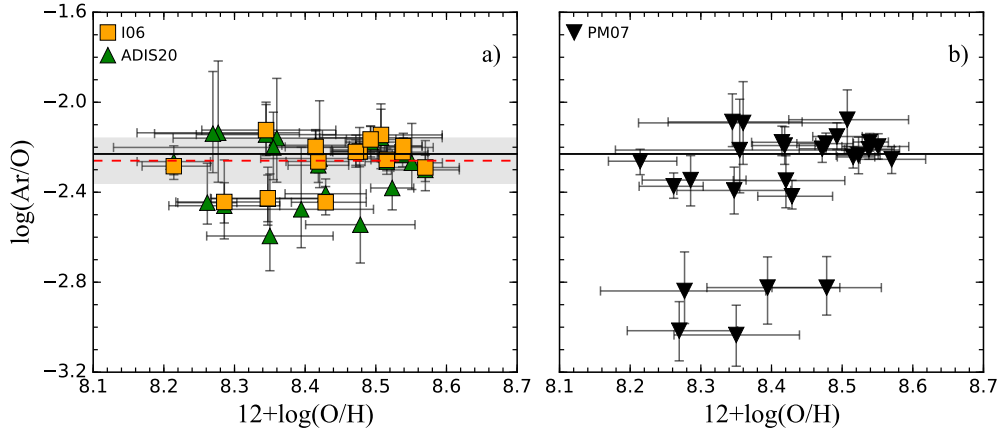 −1.6
−2.0
−2.4
−2.8
−3.2
log(Ar/O)
I06
ADIS20
a)
8.1 8.2 8.3 8.4 8.5 8.6 8.7
12+log(O/H)
PM07
b)
8.1 8.2 8.3 8.4 8.5 8.6 8.7
12+log(O/H)